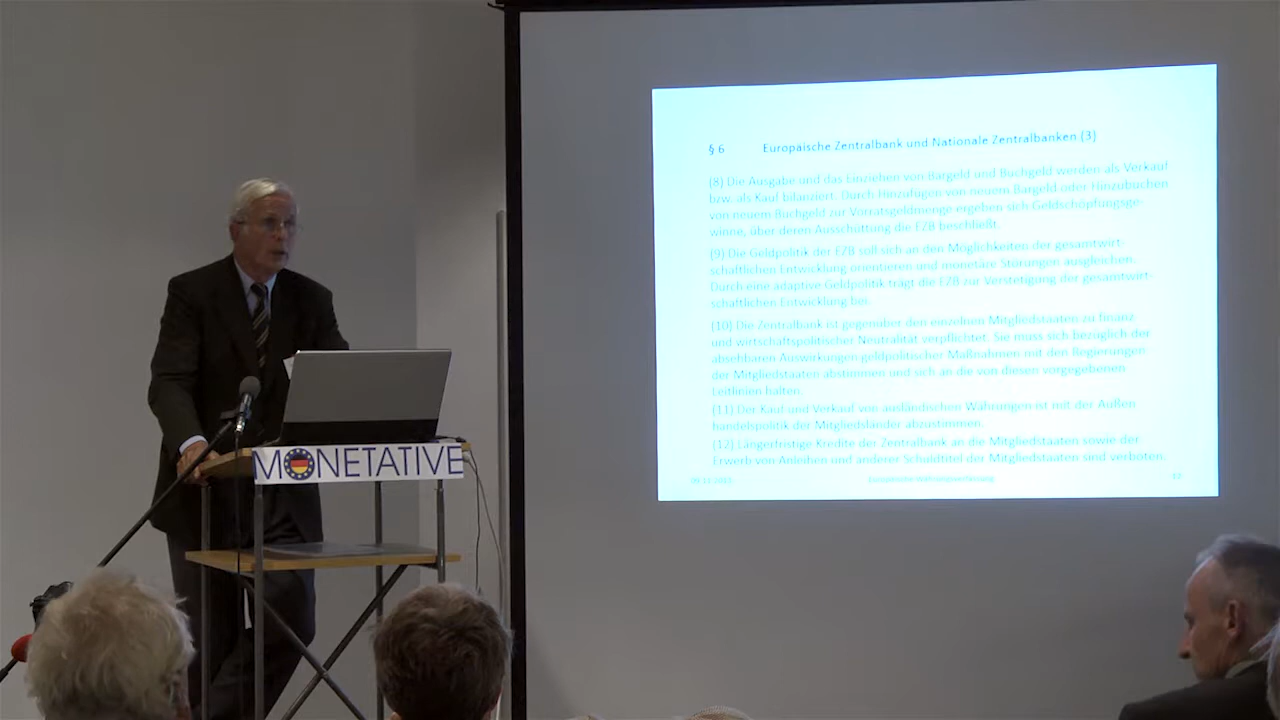 § 6 Europäische Zentralbank und Nationale Zentralbanken (3)
(8) Die Ausgabe und das Einziehen von Bargeld und Buchgeld werden als Verkauf
bzw. als Kauf bilanziert. Durch Hinzufügen von neuem Bargeld oder Hinzubuchen
von neuem Buchgeld zur Vorratsgeldmenge ergeben sich Geldschöpfungsge-
winne, über deren Ausschüttung die EZB beschließt.
(9) Die Geldpolitik der EZB soll sich an den Möglichkeiten der gesamtwirt-
schaftlichen Entwicklung orientieren und monetäre Störungen ausgleichen.
Durch eine adaptive Geldpolitik trägt die EZB zur Verstetigung der gesamtwirt-
schaftlichen Entwicklung bei.
(10) Die Zentralbank ist gegenüber den einzelnen Mitgliedstaaten zu finanz
und wirtschaftspolitischer Neutralität verpflichtet. Sie muss sich bezüglich der
absehbaren Auswirkungen geldpolitischer Maßnahmen mit den Regierungen
der Mitgliedstaaten abstimmen und sich an die von diesen vorgegebenen
Leitlinien halten.
(11) Der Kauf und Verkauf von ausländischen Währungen ist mit der Außen
handelspolitik der Mitgliedsländer abzustimmen.
(12) Längerfristige Kredite der Zentralbank an die Mitgliedstaaten sowie der
Erwerb von Anleihen und anderer Schuldtitel der Mitgliedstaaten sind verboten.
Europäische Währungsverfassung
MONETATIVE